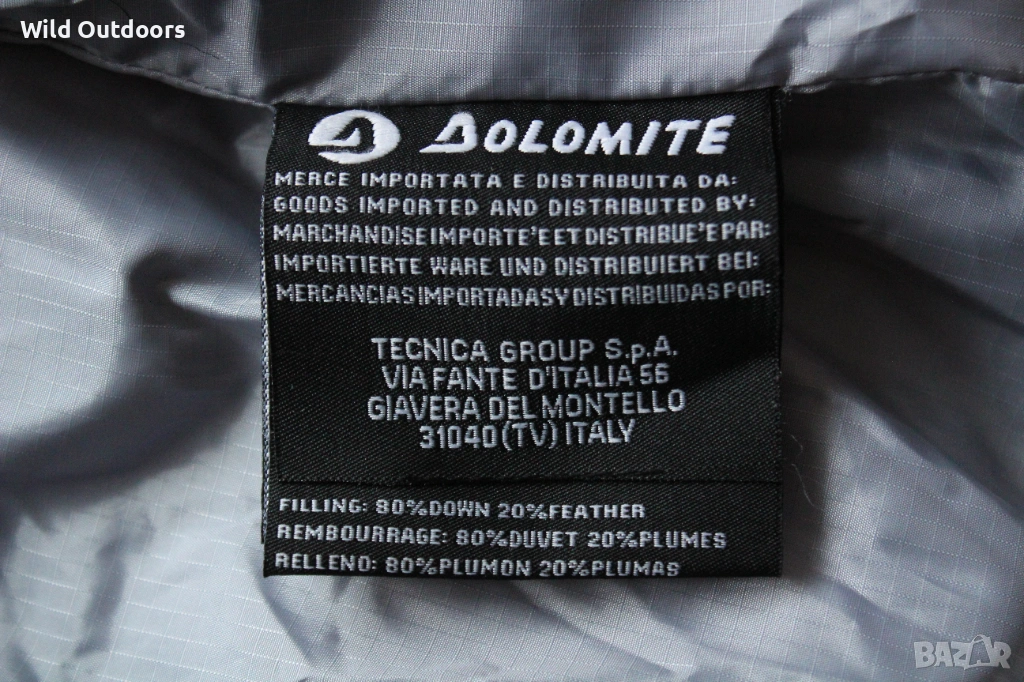 Wild Outdoors
DOLOMITE
MERCE IMPORTATA E DISTRIBUITA DA:
GOODS IMPORTED AND DISTRIBUTED BY:
MARCHANDISE IMPORTE'E ET DISTRIBUE'E PAR:
IMPORTIERTE WARE UND DISTRIBUIERT BEI:
MERCANCIAS IMPORTADAS Y DISTRIBUIDAS POR:
TECNICA GROUP S.p.A.
VIA FANTE D'ITALIA 56
GIAVERA DEL MONTELLO
31040 (TV) ITALY
FILLING: 80%DOWN 20%FEATHER
REMBOURRAGE: 80%DUVET 20%PLUMES
RELLENO: 80%PLUMON 20%PLUMAS
BAZAR